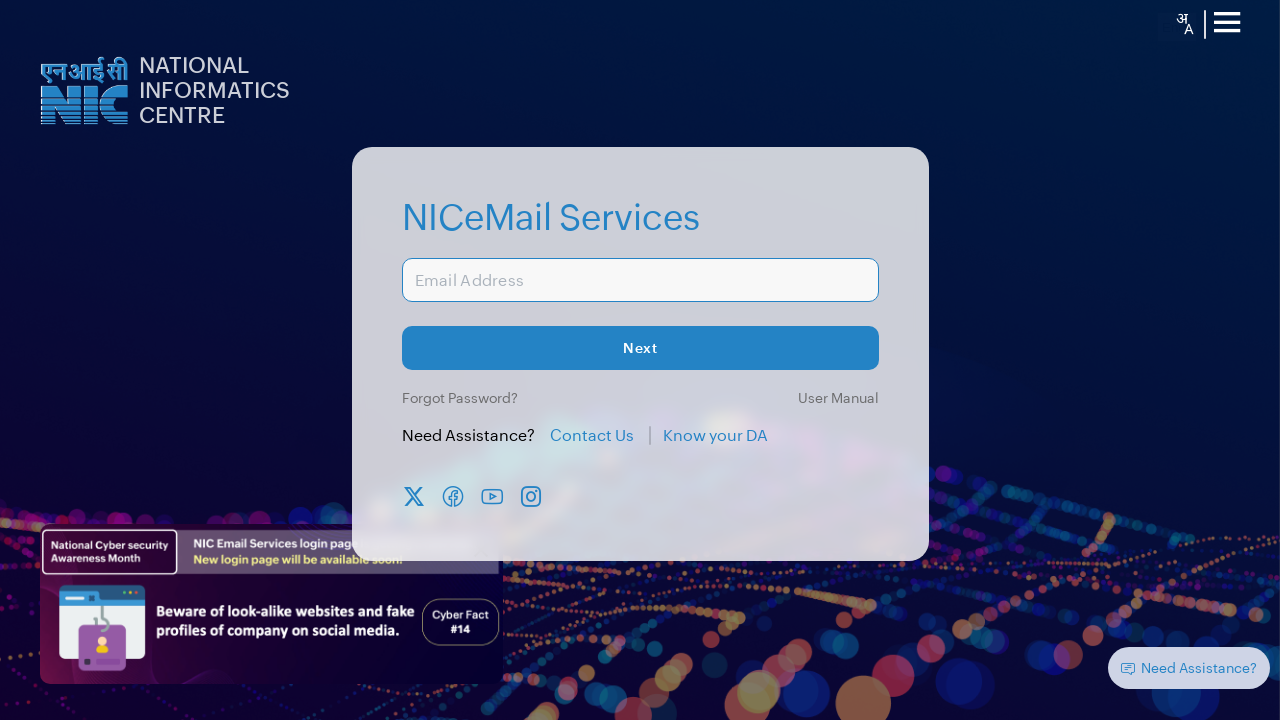 अ
A
एन आई सी
NIC
NATIONAL
INFORMATICS
CENTRE
NICeMail Services
Email Address
Next
Forgot Password?
User Manual
Need Assistance?
Contact Us
Know your DA
National Cyber security
Awareness Month
NIC Email Services login page
New login page will be available soon!
Beware of look-alike websites and fake
profiles of company on social media.
Cyber Fact
#14
Need Assistance?